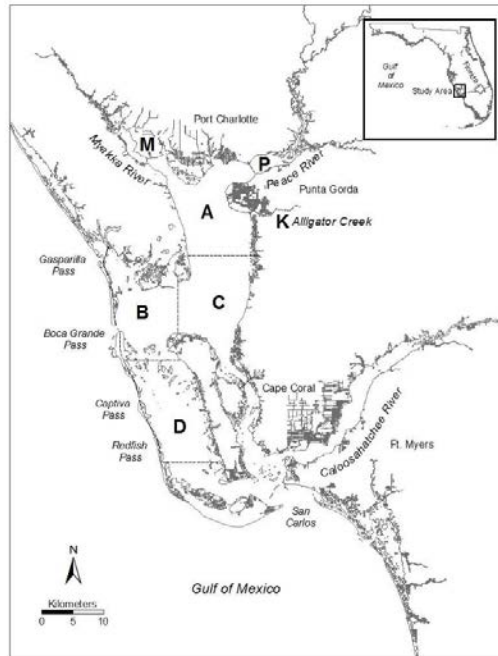 Gulf
of
Mexico
Florida
Study Area
Port Charlotte
M
Myakka River
P
Peace River
Punta Gorda
A
K
Alligator Creek
Gasparilla
Pass
B
C
Boca Grande
Pass
Cape Coral
Captiva
Pass
Caloosahatchee River
D
Redfish
Pass
Ft. Myers
San
Carlos
N
Gulf of Mexico
Kilometers
0 5 10